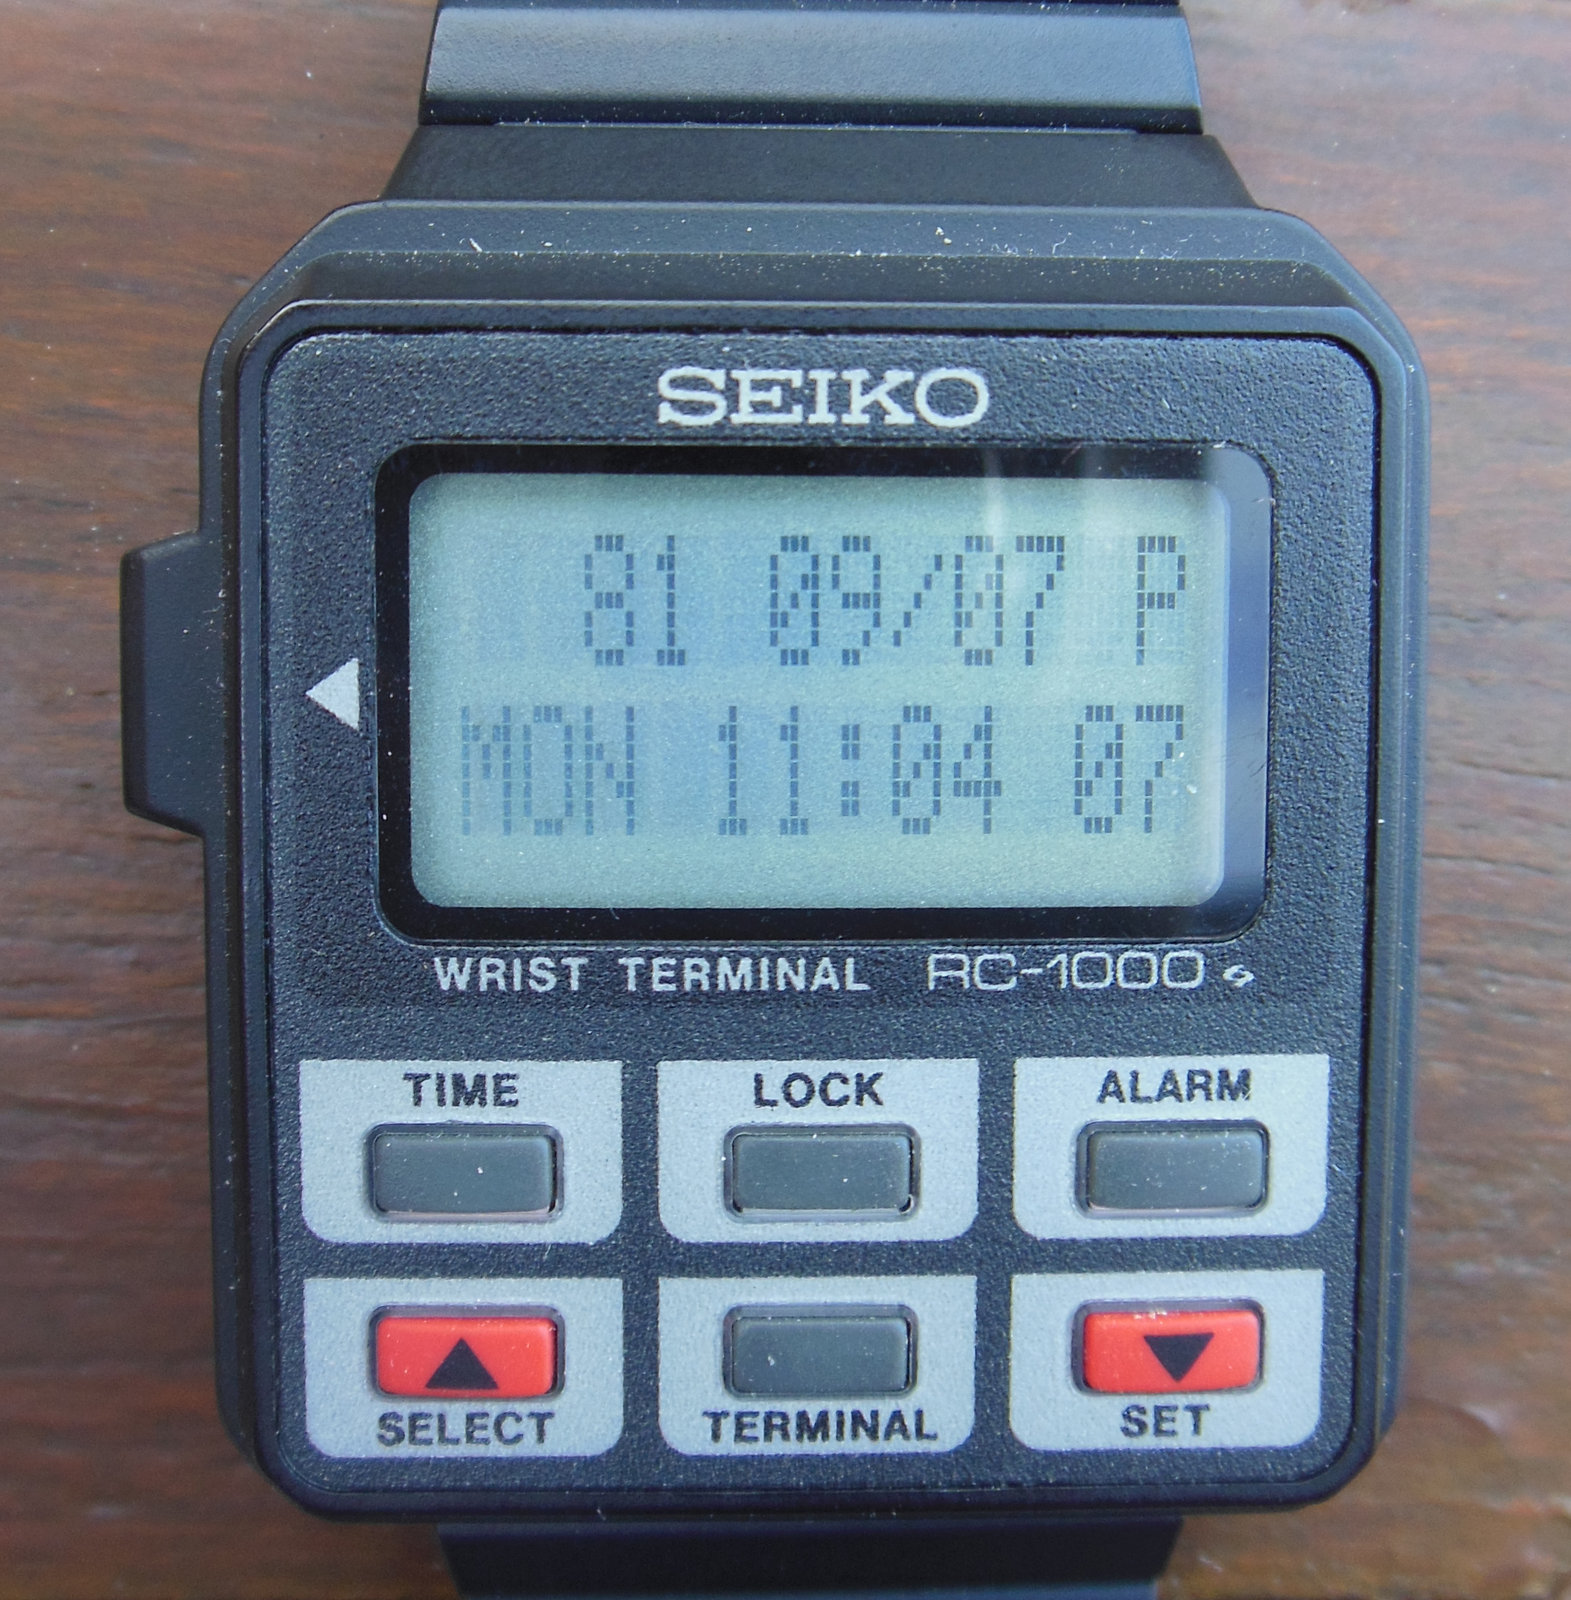 SEIKO
81 09/07 P
MON 11:04 07
WRIST TERMINAL RC-1000
TIME LOCK ALARM
SELECT TERMINAL SET